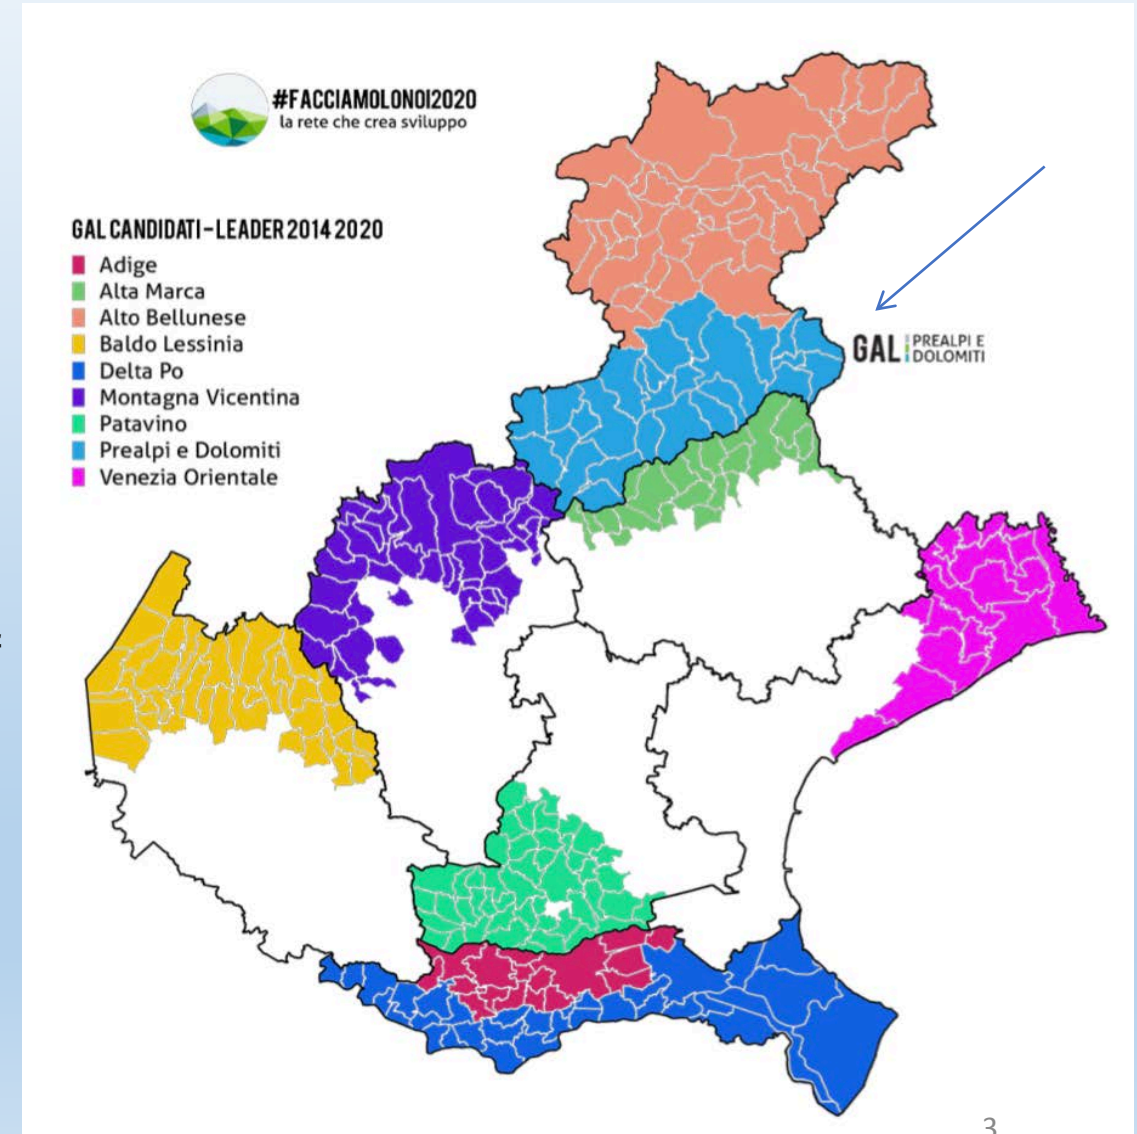 #FACCIAMOLONOI2020
la rete che crea sviluppo
GAL CANDIDATI - LEADER 2014 2020
Adige
Alta Marca
Alto Bellunese
Baldo Lessinia
Delta Po
Montagna Vicentina
Patavino
Prealpi e Dolomiti
Venezia Orientale
GAL PREALPI E
DOLOMITI
3